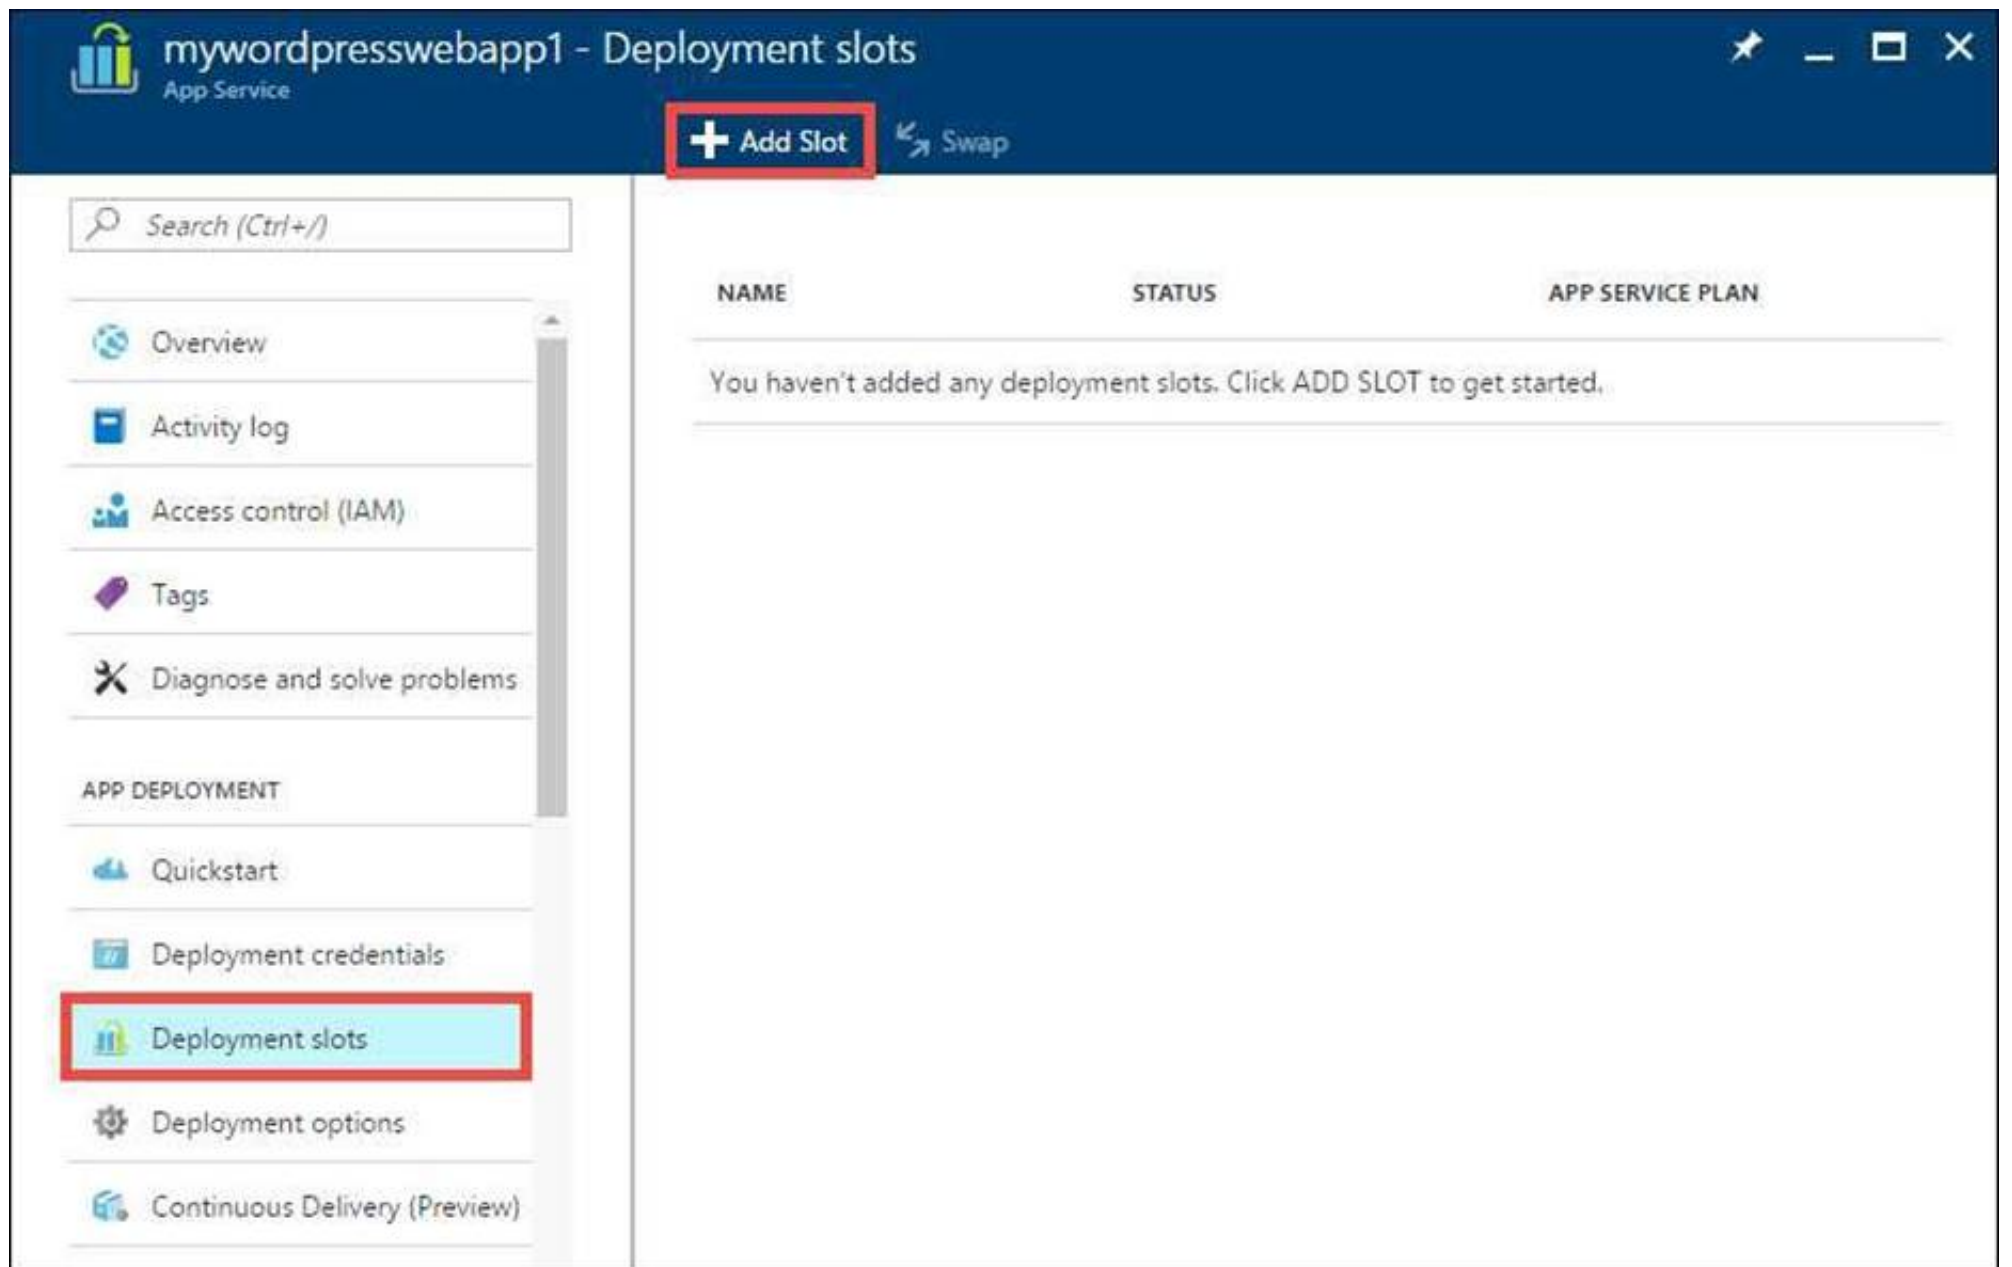 mywordpresswebapp1 - Deployment slots
App Service
Add Slot
Swap
Search (Ctrl+/)
Overview
Activity log
Access control (IAM)
Tags
Diagnose and solve problems
APP DEPLOYMENT
Quickstart
Deployment credentials
Deployment slots
Deployment options
Continuous Delivery (Preview)
NAME STATUS APP SERVICE PLAN
You haven't added any deployment slots. Click ADD SLOT to get started.